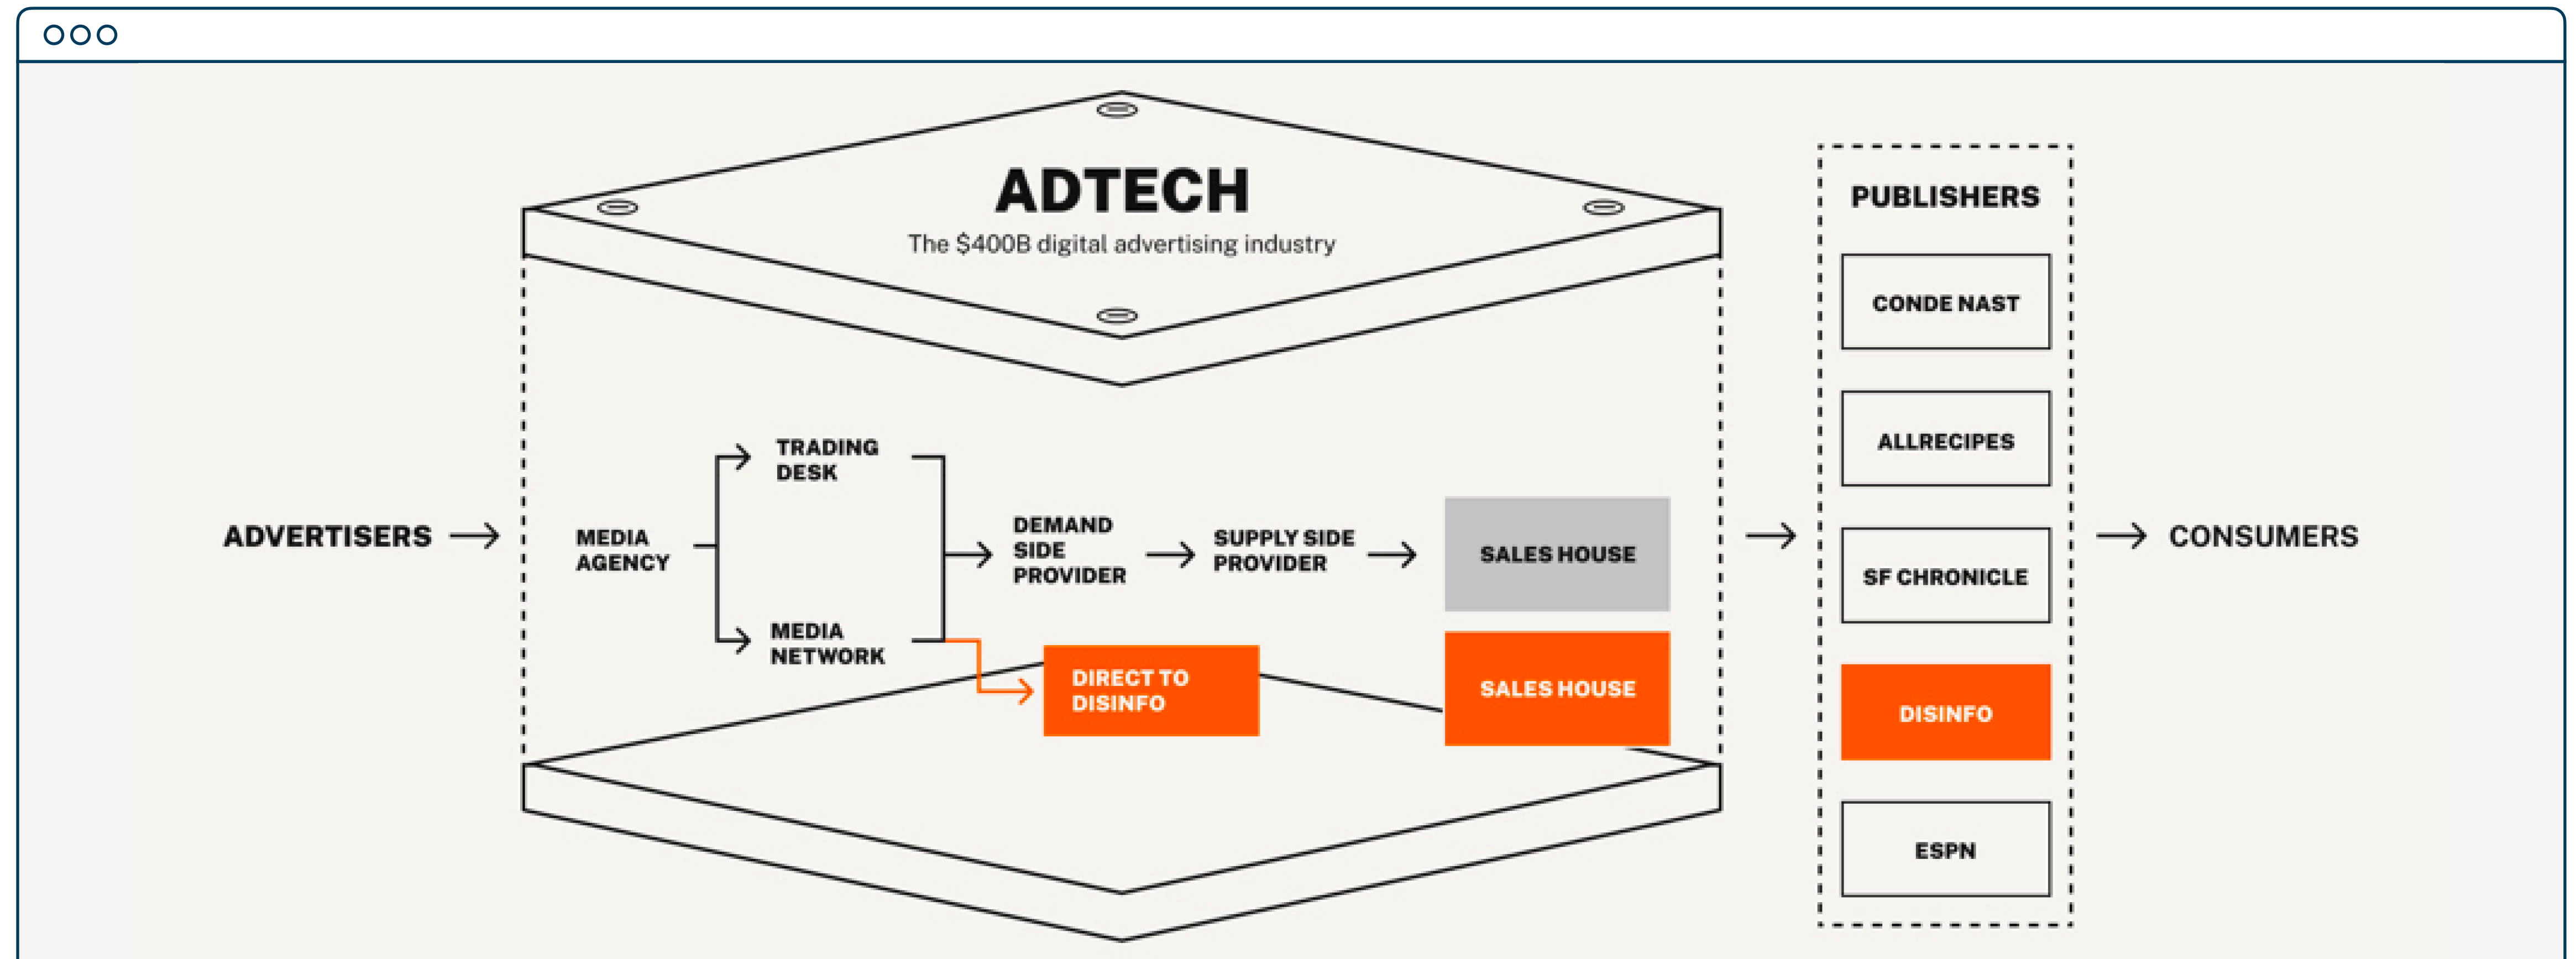 ADTECH
The $400B digital advertising industry
ADVERTISERS
MEDIA
AGENCY
TRADING
DESK
MEDIA
NETWORK
DEMAND
SIDE
PROVIDER
SUPPLY SIDE
PROVIDER
SALES HOUSE
DIRECT TO
DISINFO
SALES HOUSE
PUBLISHERS
CONDE NAST
ALLRECIPES
SF CHRONICLE
DISINFO
ESPN
CONSUMERS